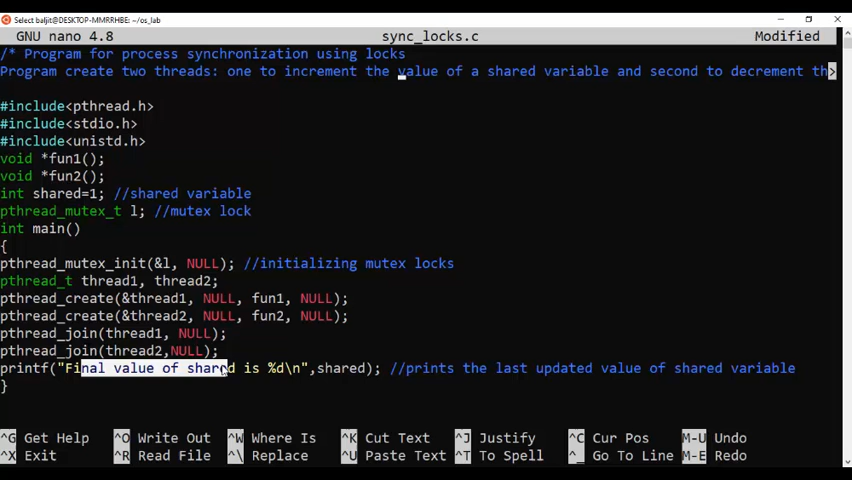 Select baljit@DESKTOP-MMRRHBE: ~/os_lab
GNU nano 4.8 sync_locks.c Modified
/* Program for process synchronization using locks
Program create two threads: one to increment the value of a shared variable and second to decrement th>
#include<pthread.h>
#include<stdio.h>
#include<unistd.h>
void *fun1();
void *fun2();
int shared=1; //shared variable
pthread_mutex_t l; //mutex lock
int main()
{
pthread_mutex_init(&l, NULL); //initializing mutex locks
pthread_t thread1, thread2;
pthread_create(&thread1, NULL, fun1, NULL);
pthread_create(&thread2, NULL, fun2, NULL);
pthread_join(thread1, NULL);
pthread_join(thread2,NULL);
printf("Final value of shared is %d\n",shared); //prints the last updated value of shared variable
}
^G Get Help ^O Write Out ^W Where Is ^K Cut Text ^J Justify ^C Cur Pos M-U Undo
^X Exit ^R Read File ^\ Replace ^U Paste Text ^T To Spell ^_ Go To Line M-E Redo